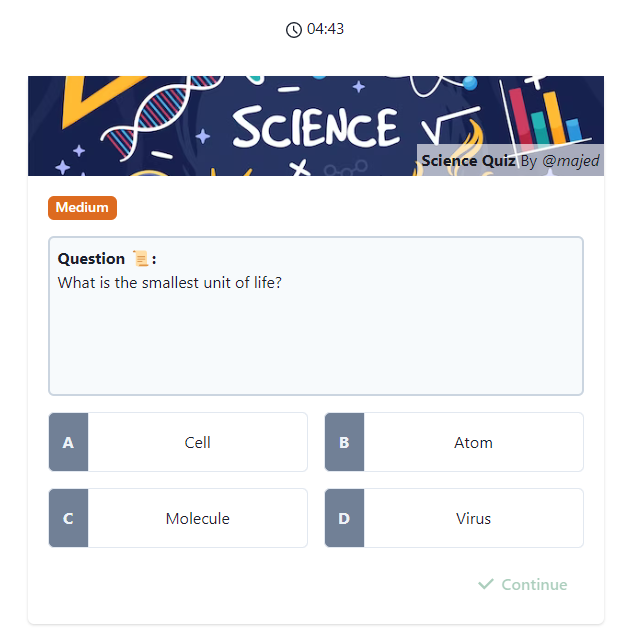 04:43
SCIENCE
Science Quiz By @majed
Medium
Question 📜:
What is the smallest unit of life?
A Cell
B Atom
C Molecule
D Virus
Continue